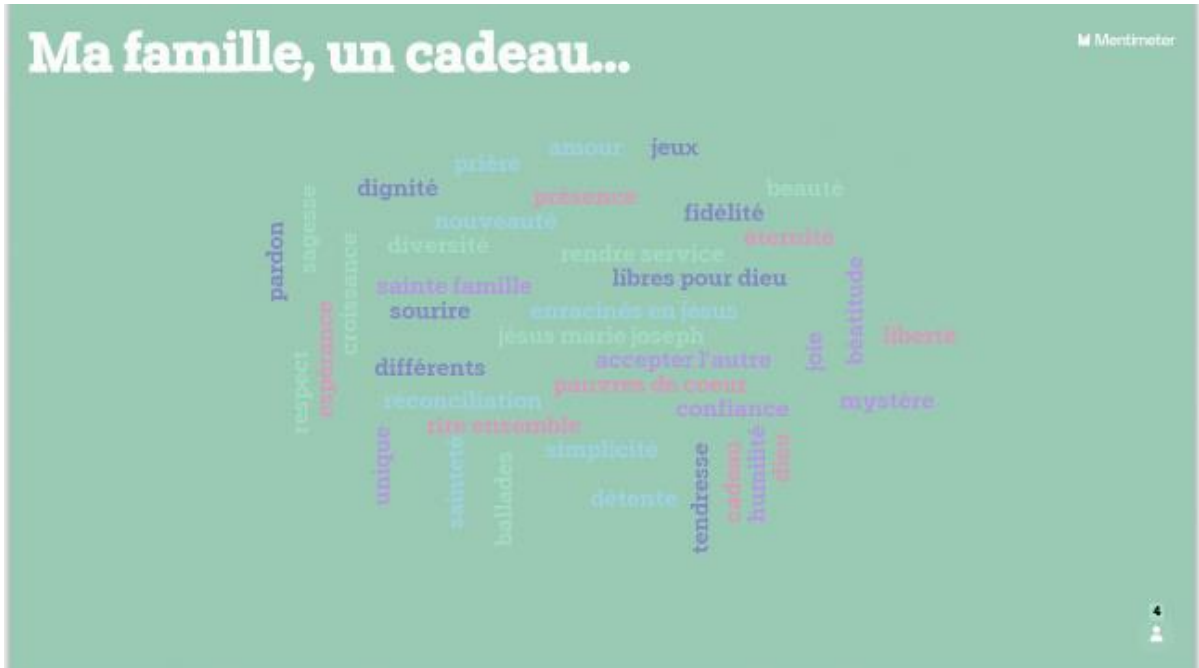 Ma famille, un cadeau...
Mentimeter
amour
jeux
prière
dignité
présence
beauté
sagesse
nouveauté
fidélité
pardon
diversité
éternité
croissance
rendre service
libres pour dieu
sainte famille
béatitude
sourire
enracinés en jésus
jésus marie joseph
joie
liberté
respect
espérance
différents
accepter l'autre
pauvres de coeur
réconciliation
confiance
mystère
rire ensemble
unique
sainteté
ballades
simplicité
détente
tendresse
cadeau
humilité
dieu
4